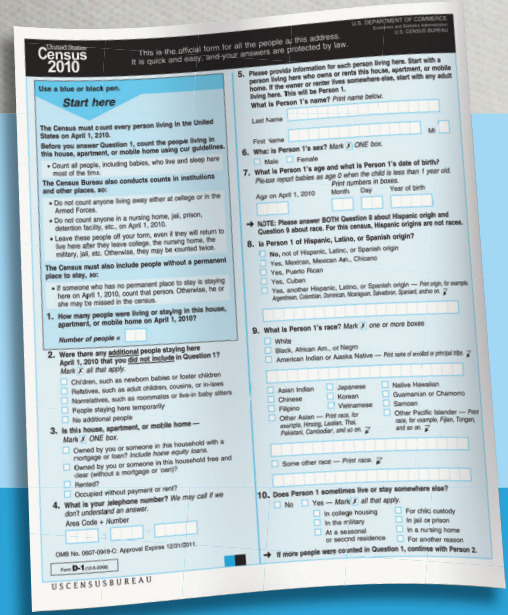 U.S. DEPARTMENT OF COMMERCE
Economics and Statistics Administration
U.S. CENSUS BUREAU
United States
Census
2010
This is the official form for all the people at this address.
It is quick and easy, and your answers are protected by law.
Use a blue or black pen.
Start here
The Census must count every person living in the United
States on April 1, 2010.
Before you answer Question 1, count the people living in
this house, apartment, or mobile home using our guidelines.
• Count all people, including babies, who live and sleep here
most of the time.
The Census Bureau also conducts counts in institutions
and other places, so:
• Do not count anyone living away either at college or in the
Armed Forces.
• Do not count anyone in a nursing home, jail, prison,
detention facility, etc., on April 1, 2010.
• Leave these people off your form, even if they will return to
live here after they leave college, the nursing home, the
military, jail, etc. Otherwise, they may be counted twice.
The Census must also include people without a permanent
place to stay, so:
• If someone who has no permanent place to stay is staying
here on April 1, 2010, count that person. Otherwise, he or
she may be missed in the census.
1. How many people were living or staying in this house,
apartment, or mobile home on April 1, 2010?
Number of people =
2. Were there any additional people staying here
April 1, 2010 that you did not include in Question 1?
Mark X all that apply.
Children, such as newborn babies or foster children
Relatives, such as adult children, cousins, or in-laws
Nonrelatives, such as roommates or live-in baby sitters
People staying here temporarily
No additional people
3. Is this house, apartment, or mobile home —
Mark X ONE box.
Owned by you or someone in this household with a
mortgage or loan? Include home equity loans.
Owned by you or someone in this household free and
clear (without a mortgage or loan)?
Rented?
Occupied without payment or rent?
4. What is your telephone number? We may call if we
don't understand an answer.
Area Code + Number
OMB No. 0607-0919-C: Approval Expires 12/31/2011.
Form D-1 (12-5-2008)
USCENSUSBUREAU
5. Please provide information for each person living here. Start with a
person living here who owns or rents this house, apartment, or mobile
home. If the owner or renter lives somewhere else, start with any adult
living here. This will be Person 1.
What is Person 1's name? Print name below.
Last Name
First Name MI
6. What is Person 1's sex? Mark X ONE box.
Male Female
7. What is Person 1's age and what is Person 1's date of birth?
Please report babies as age 0 when the child is less than 1 year old.
Print numbers in boxes.
Age on April 1, 2010 Month Day Year of birth
→ NOTE: Please answer BOTH Question 8 about Hispanic origin and
Question 9 about race. For this census, Hispanic origins are not races.
8. Is Person 1 of Hispanic, Latino, or Spanish origin?
No, not of Hispanic, Latino, or Spanish origin
Yes, Mexican, Mexican Am., Chicano
Yes, Puerto Rican
Yes, Cuban
Yes, another Hispanic, Latino, or Spanish origin — Print origin, for example,
Argentinean, Colombian, Dominican, Nicaraguan, Salvadoran, Spaniard, and so on.
9. What is Person 1's race? Mark X one or more boxes.
White
Black, African Am., or Negro
American Indian or Alaska Native — Print name of enrolled or principal tribe.
Asian Indian Japanese Native Hawaiian
Chinese Korean Guamanian or Chamorro
Filipino Vietnamese Samoan
Other Asian — Print race, for Other Pacific Islander — Print
example, Hmong, Laotian, Thai, race, for example, Fijian, Tongan,
Pakistani, Cambodian, and so on. and so on.
Some other race — Print race.
10. Does Person 1 sometimes live or stay somewhere else?
No Yes — Mark X all that apply.
In college housing For child custody
In the military In jail or prison
At a seasonal In a nursing home
or second residence For another reason
→ If more people were counted in Question 1, continue with Person 2.